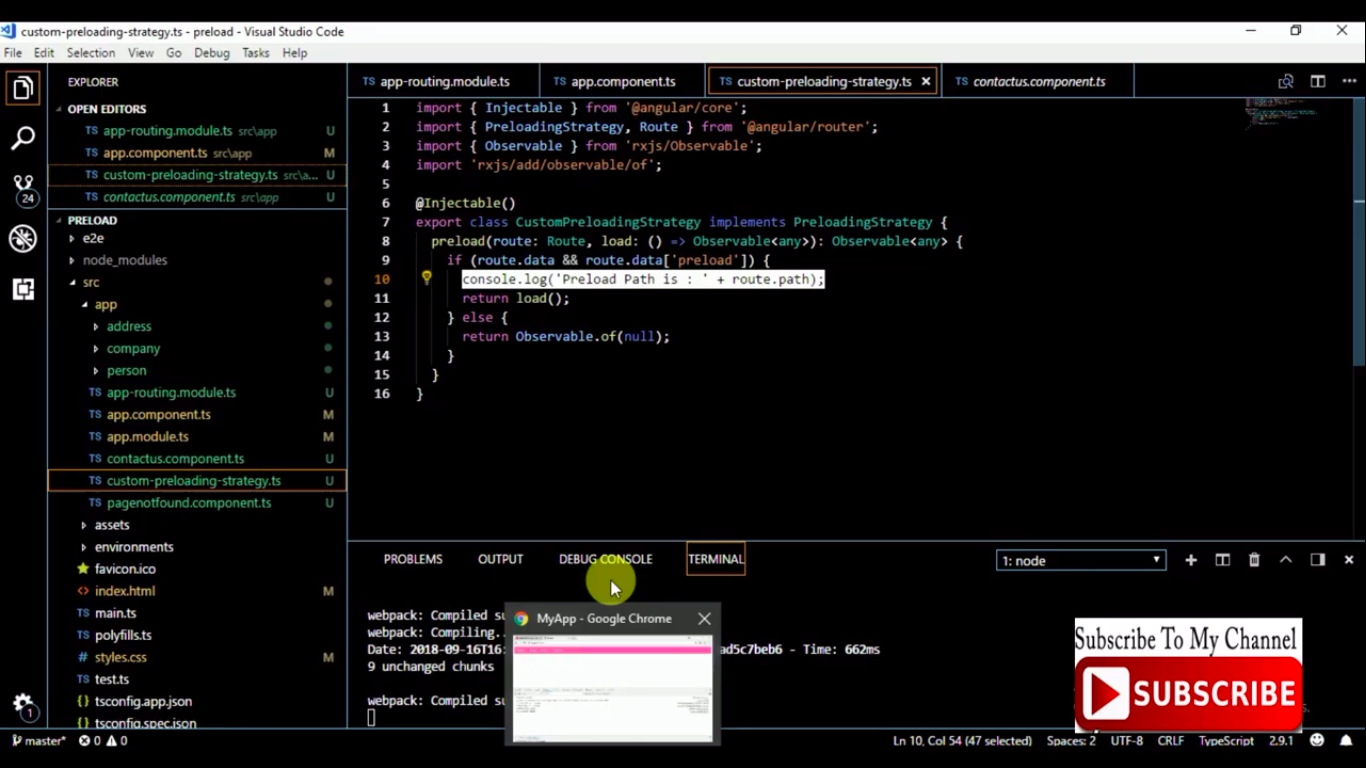 custom-preloading-strategy.ts - preload - Visual Studio Code
File Edit Selection View Go Debug Tasks Help
EXPLORER
OPEN EDITORS
TS app-routing.module.ts src\app U
TS app.component.ts src\app M
TS custom-preloading-strategy.ts src\a... U
TS contactus.component.ts src\app U
PRELOAD
e2e
node_modules
src
app
address
company
person
TS app-routing.module.ts U
TS app.component.ts M
TS app.module.ts M
TS contactus.component.ts U
TS custom-preloading-strategy.ts U
TS pagenotfound.component.ts U
assets
environments
favicon.ico
<> index.html M
TS main.ts
TS polyfills.ts
# styles.css M
TS test.ts
{} tsconfig.app.json
{} tsconfig.spec.json
24
1
TS app-routing.module.ts TS app.component.ts TS custom-preloading-strategy.ts × TS contactus.component.ts
1 import { Injectable } from '@angular/core';
2 import { PreloadingStrategy, Route } from '@angular/router';
3 import { Observable } from 'rxjs/Observable';
4 import 'rxjs/add/observable/of';
5
6 @Injectable()
7 export class CustomPreloadingStrategy implements PreloadingStrategy {
8 preload(route: Route, load: () => Observable<any>): Observable<any> {
9 if (route.data && route.data['preload']) {
10 console.log('Preload Path is : ' + route.path);
11 return load();
12 } else {
13 return Observable.of(null);
14 }
15 }
16 }
PROBLEMS OUTPUT DEBUG CONSOLE TERMINAL 1: node
webpack: Compiled su
webpack: Compiling..
Date: 2018-09-16T16: ad5c7beb6 - Time: 662ms
9 unchanged chunks
webpack: Compiled su
MyApp - Google Chrome
Subscribe To My Channel
SUBSCRIBE
master* 0 0 Ln 10, Col 54 (47 selected) Spaces: 2 UTF-8 CRLF TypeScript 2.9.1